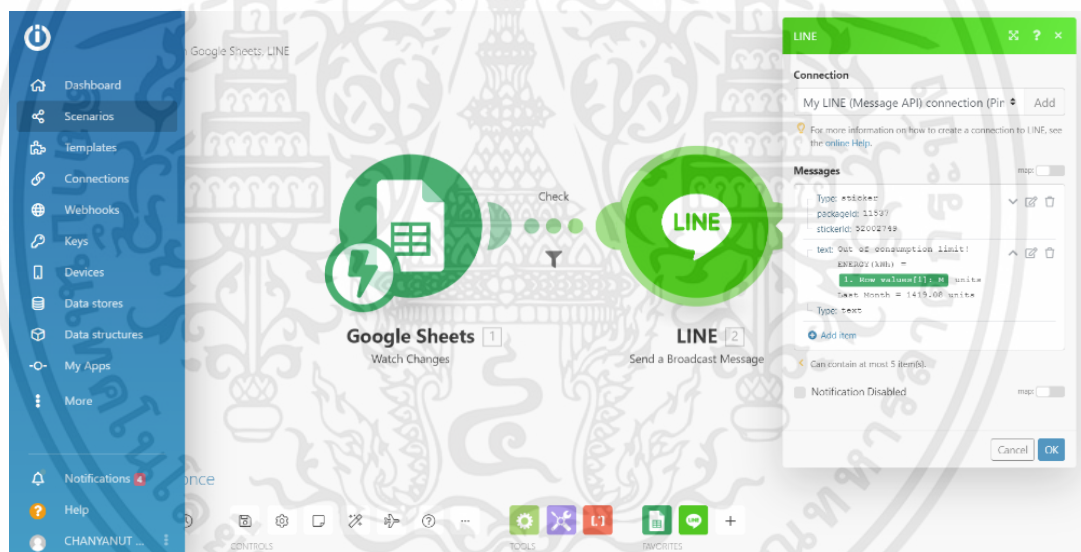 Google Sheets, LINE
Dashboard
Scenarios
Templates
Connections
Webhooks
Keys
Devices
Data stores
Data structures
My Apps
More
Notifications 4
Help
CHANYANUT ...
Check
LINE
Google Sheets 1
Watch Changes
LINE 2
Send a Broadcast Message
once
CONTROLS
TOOLS
FAVORITES
LINE
Connection
My LINE (Message API) connection (Pir
Add
For more information on how to create a connection to LINE, see
the online Help.
Messages
map:
Type: sticker
packageId: 11537
stickerId: 52002749
text: Out of consumption limit!
ENERGY(kWh) =
1. Row values[1]: M units
Last Month = 1419.08 units
Type: text
Add item
Can contain at most 5 item(s).
Notification Disabled
map:
Cancel
OK